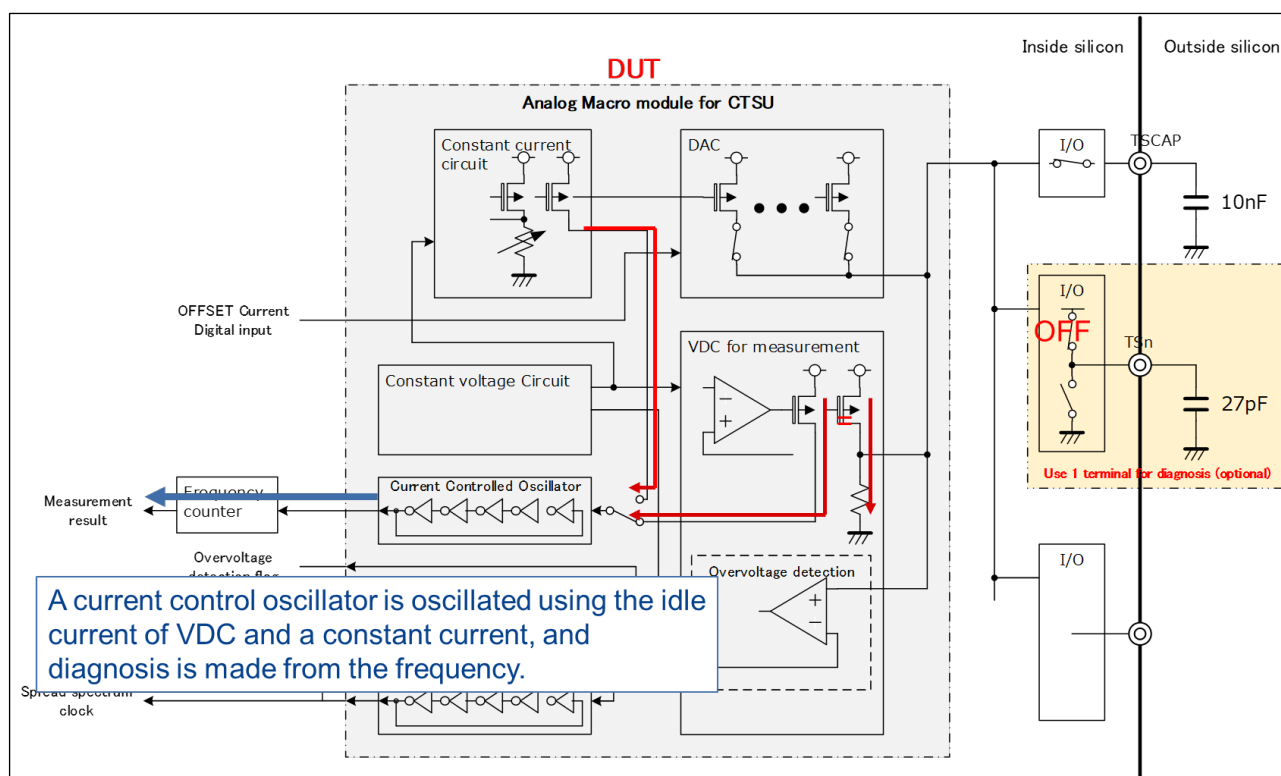 Inside silicon
Outside silicon
DUT
Analog Macro module for CTSU
Constant current
circuit
DAC
I/O
TSCAP
10nF
OFFSET Current
Digital input
I/O
OFF
TSn
27pF
Use 1 terminal for diagnosis (optional)
VDC for measurement
Constant voltage Circuit
−
+
Current Controlled Oscillator
Frequency
counter
Measurement
result
Overvoltage
detection flag
Overvoltage detection
+
−
I/O
A current control oscillator is oscillated using the idle
current of VDC and a constant current, and
diagnosis is made from the frequency.
Spread spectrum
clock